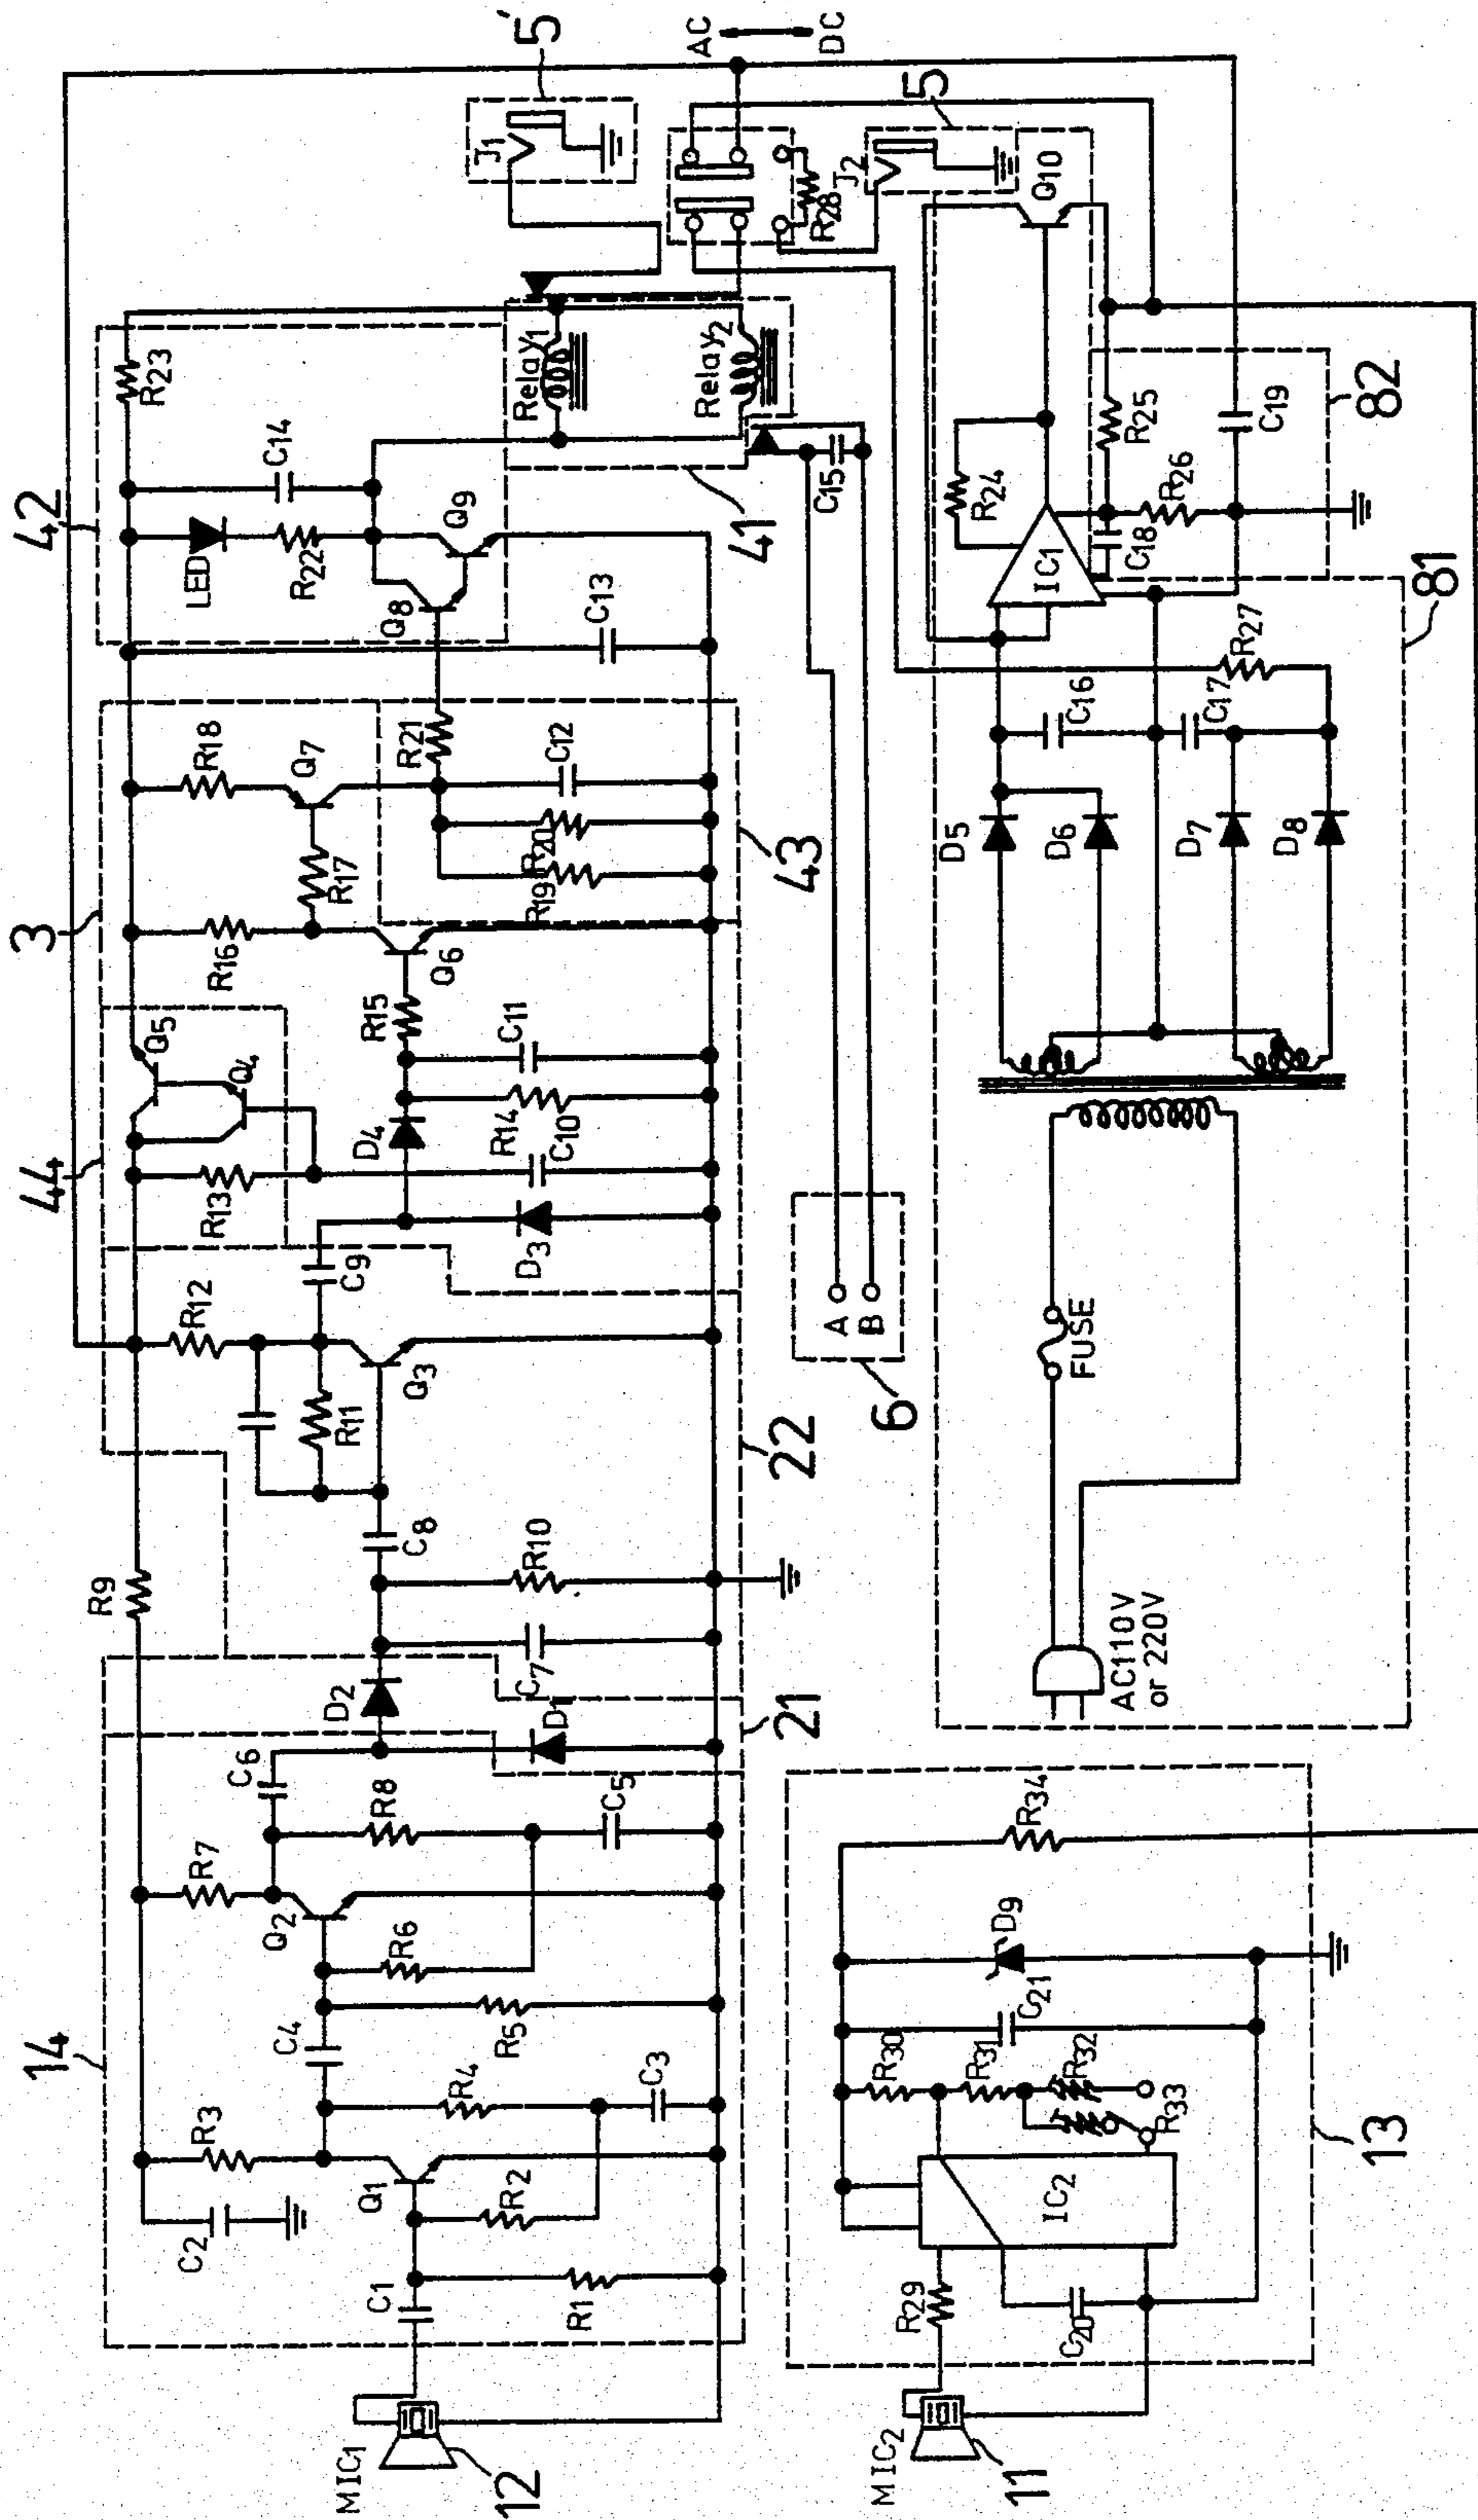 14
44
3
42
R9
C2
R3
R7
C6
R12
R13
Q5
Q4
R16
R18
Q7
R17
LED
R22
C14
R23
AC
DC
5'
J1
MIC1
12
C1
R1
Q1
R2
R4
C3
C4
R5
Q2
R6
R8
C5
D2
D1
C7
C8
R10
R11
Q3
C9
D3
D4
R14
C10
C11
R15
Q6
R19
R20
C12
R21
Q8
Q9
C13
Relay1
Relay2
R28
J2
5
21
22
43
41
C15
6
A
B
MIC2
11
R29
C20
IC2
R30
R31
R32
R33
C21
D9
R34
13
AC110V
or 220V
FUSE
D5
D6
D7
D8
C16
C17
R27
IC1
R24
C18
R25
R26
C19
Q10
81
82